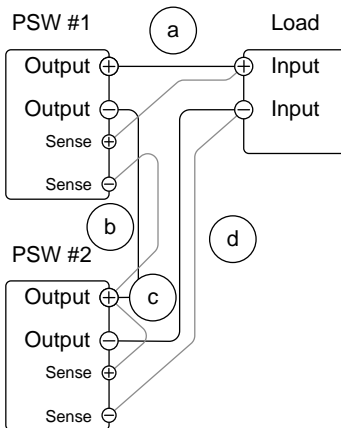 PSW #1
a
Load
Output +
+ Input
Output −
− Input
Sense +
Sense −
b
d
PSW #2
Output +
c
Output −
Sense +
Sense −